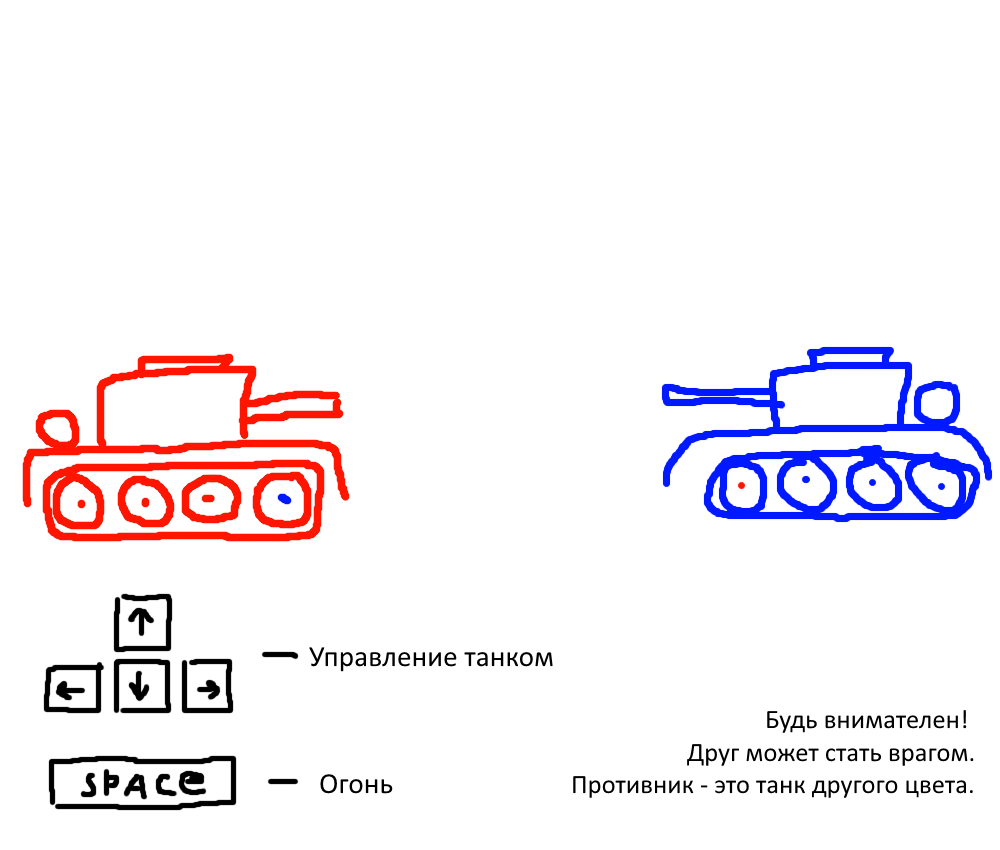 Управление танком
SPACE
Огонь
Будь внимателен!
Друг может стать врагом.
Противник - это танк другого цвета.